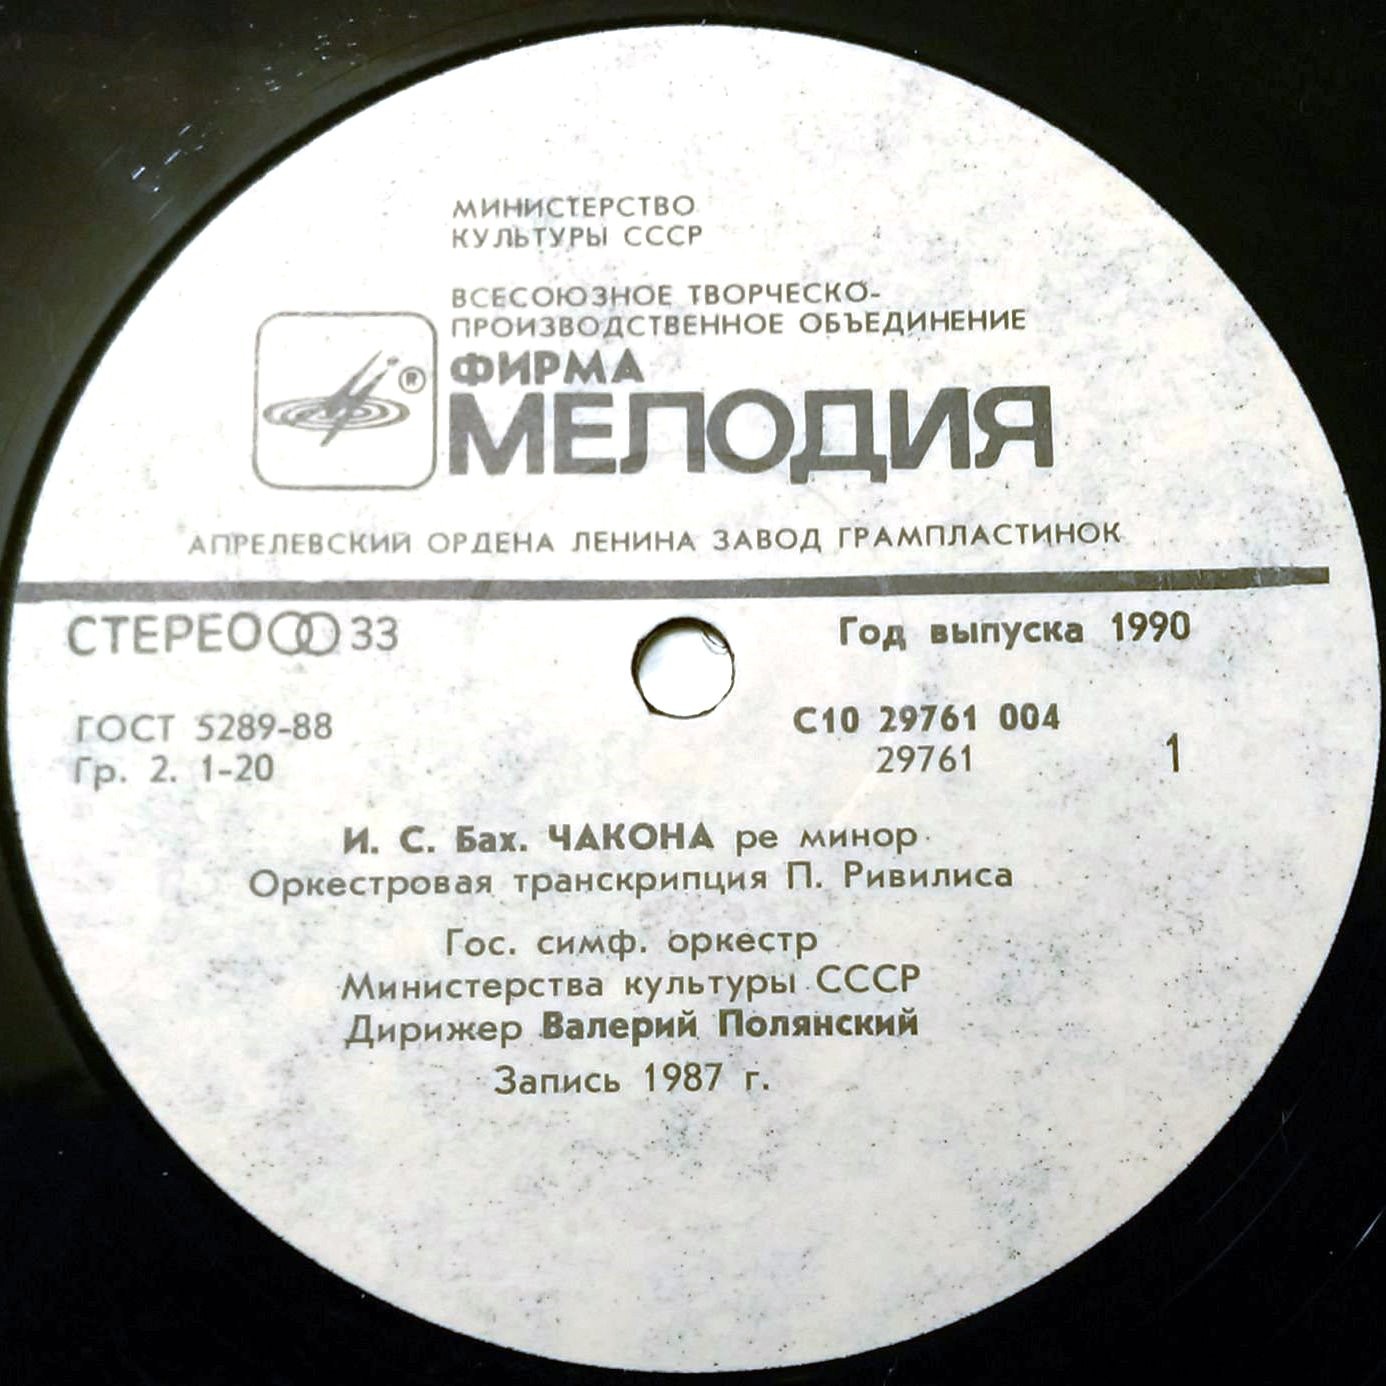 МИНИСТЕРСТВО
КУЛЬТУРЫ СССР
ВСЕСОЮЗНОЕ ТВОРЧЕСКО-
ПРОИЗВОДСТВЕННОЕ ОБЪЕДИНЕНИЕ
®
ФИРМА
МЕЛОДИЯ
АПРЕЛЕВСКИЙ ОРДЕНА ЛЕНИНА ЗАВОД ГРАМПЛАСТИНОК
СТЕРЕО 33
Год выпуска 1990
ГОСТ 5289-88
Гр. 2. 1-20
С10 29761 004
29761
1
И. С. Бах. ЧАКОНА ре минор
Оркестровая транскрипция П. Ривилиса
Гос. симф. оркестр
Министерства культуры СССР
Дирижер Валерий Полянский
Запись 1987 г.